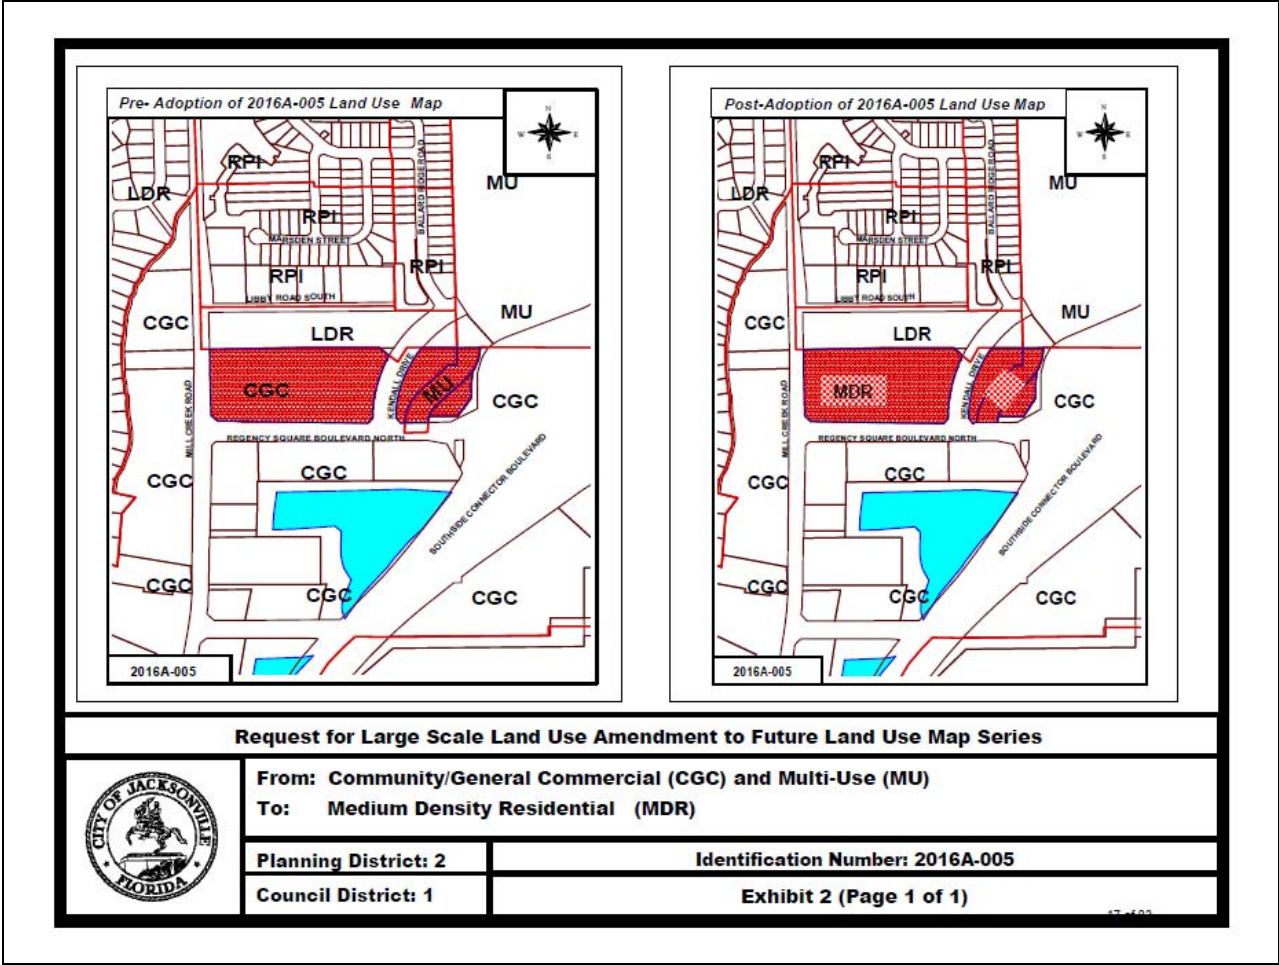 Pre- Adoption of 2016A-005 Land Use Map
N
W
E
S
RPI
LDR
MU
BALLARD RIDGE ROAD
RPI
MARSDEN STREET
RPI
RPI
LIBBY ROAD SOUTH
MU
CGC
LDR
KENDALL DRIVE
CGC
MU
CGC
MILL CREEK ROAD
REGENCY SQUARE BOULEVARD NORTH
CGC
CGC
SOUTHSIDE CONNECTOR BOULEVARD
CGC
CGC
CGC
2016A-005
Post-Adoption of 2016A-005 Land Use Map
N
W
E
S
RPI
LDR
MU
BALLARD RIDGE ROAD
RPI
MARSDEN STREET
RPI
RPI
LIBBY ROAD SOUTH
MU
CGC
LDR
KENDALL DRIVE
MDR
CGC
MILL CREEK ROAD
REGENCY SQUARE BOULEVARD NORTH
CGC
CGC
SOUTHSIDE CONNECTOR BOULEVARD
CGC
CGC
CGC
2016A-005
Request for Large Scale Land Use Amendment to Future Land Use Map Series
CITY OF JACKSONVILLE
FLORIDA
From: Community/General Commercial (CGC) and Multi-Use (MU)
To: Medium Density Residential (MDR)
Planning District: 2
Identification Number: 2016A-005
Council District: 1
Exhibit 2 (Page 1 of 1)